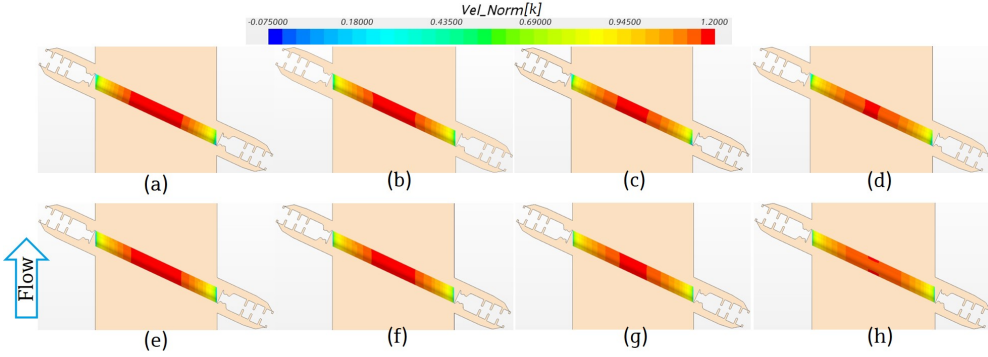 Vel_Norm[k]
-0.075000 0.18000 0.43500 0.69000 0.94500 1.2000
(a) (b) (c) (d)
Flow
(e) (f) (g) (h)